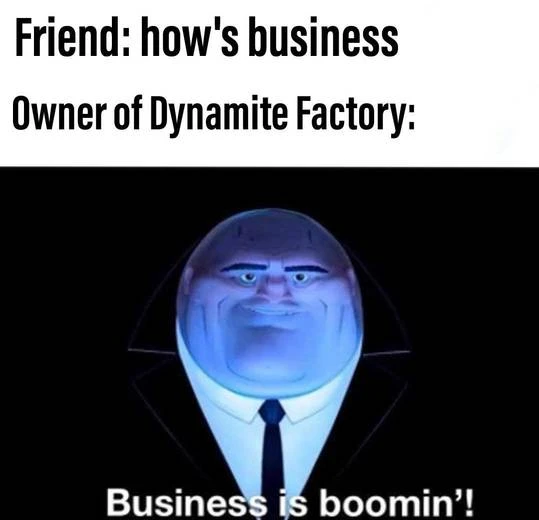 Friend: how's business
Owner of Dynamite Factory:
Business is boomin'!